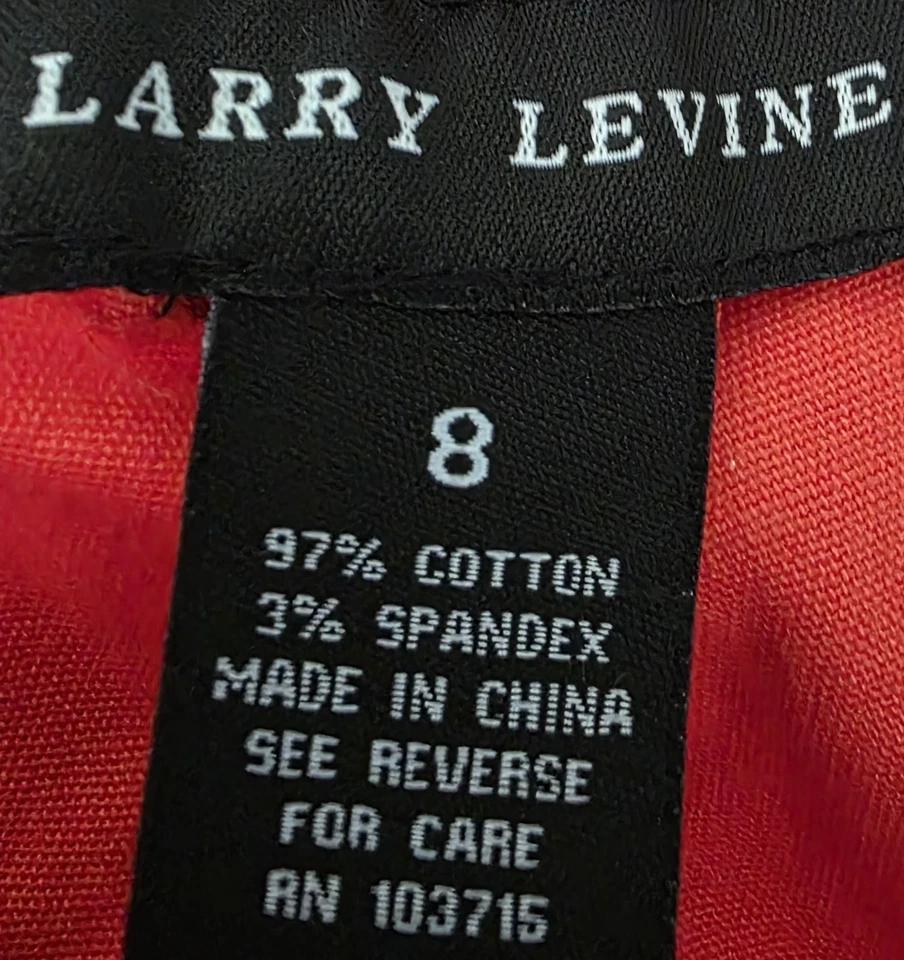 LARRY LEVINE
8
97% COTTON
3% SPANDEX
MADE IN CHINA
SEE REVERSE
FOR CARE
RN 103715